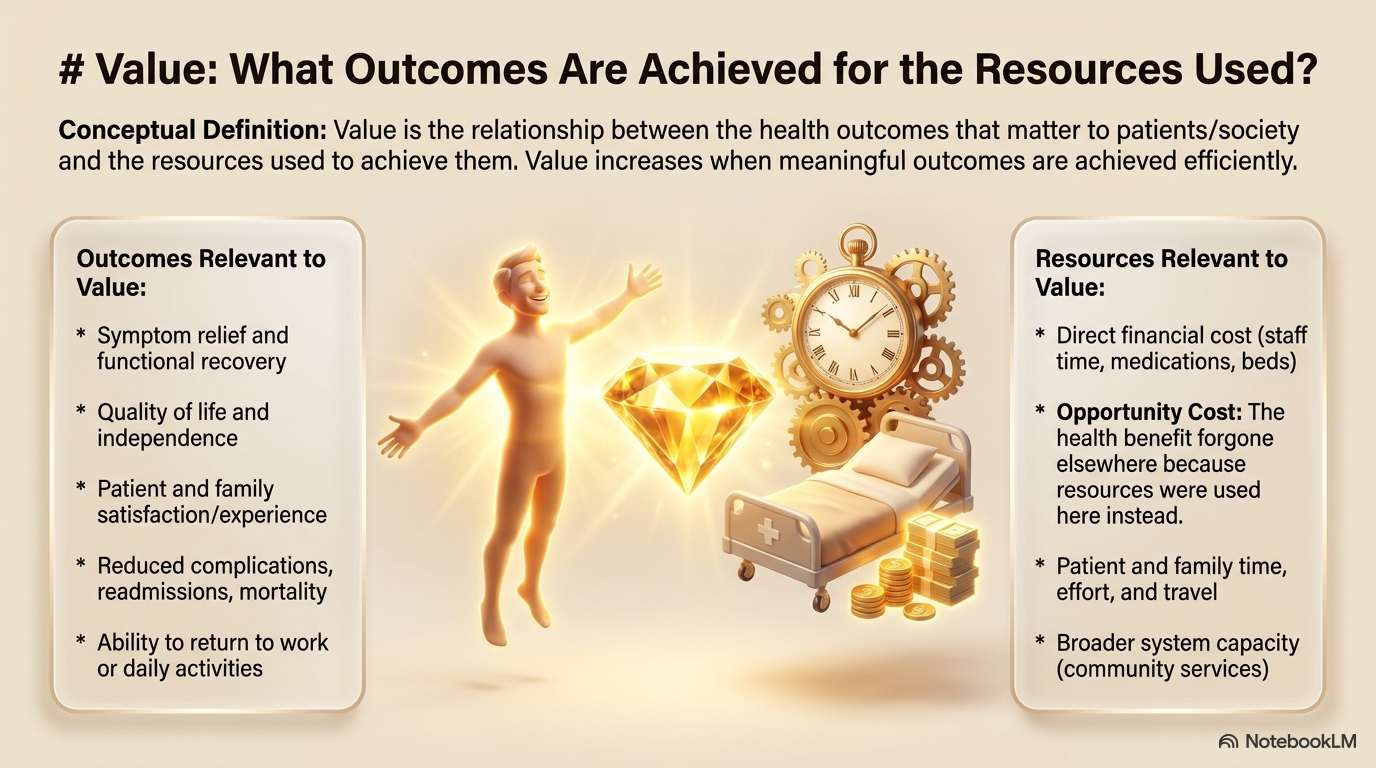 # Value: What Outcomes Are Achieved for the Resources Used?
Conceptual Definition: Value is the relationship between the health outcomes that matter to patients/society
and the resources used to achieve them. Value increases when meaningful outcomes are achieved efficiently.
Outcomes Relevant to
Value:
* Symptom relief and
functional recovery
* Quality of life and
independence
* Patient and family
satisfaction/experience
* Reduced complications,
readmissions, mortality
* Ability to return to work
or daily activities
Resources Relevant to
Value:
* Direct financial cost (staff
time, medications, beds)
* Opportunity Cost: The
health benefit forgone
elsewhere because
resources were used
here instead.
* Patient and family time,
effort, and travel
* Broader system capacity
(community services)
NotebookLM